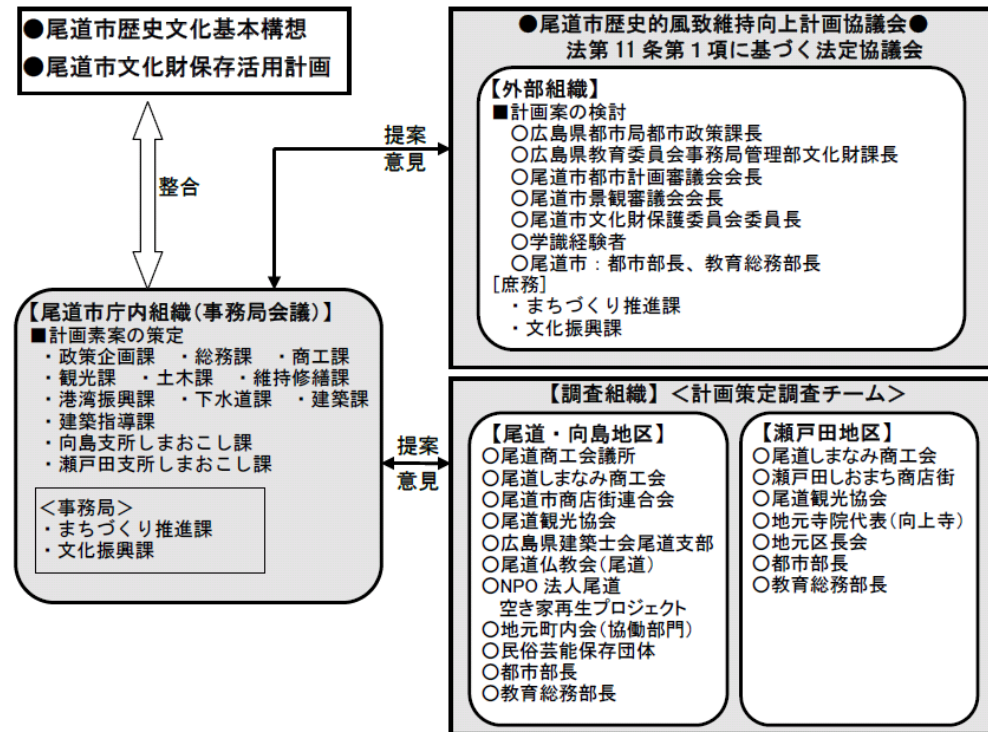 ●尾道市歴史文化基本構想
●尾道市文化財保存活用計画
整合
提案
意見
●尾道市歴史的風致維持向上計画協議会●
法第11条第1項に基づく法定協議会
【外部組織】
■計画案の検討
○広島県都市局都市政策課長
○広島県教育委員会事務局管理部文化財課長
○尾道市都市計画審議会会長
○尾道市景観審議会会長
○尾道市文化財保護委員会委員長
○学識経験者
○尾道市：都市部長、教育総務部長
[庶務]
・まちづくり推進課
・文化振興課
【尾道市庁内組織(事務局会議)】
■計画素案の策定
・政策企画課 ・総務課 ・商工課
・観光課 ・土木課 ・維持修繕課
・港湾振興課 ・下水道課 ・建築課
・建築指導課
・向島支所しまおこし課
・瀬戸田支所しまおこし課
＜事務局＞
・まちづくり推進課
・文化振興課
提案
意見
【調査組織】＜計画策定調査チーム＞
【尾道・向島地区】
○尾道商工会議所
○尾道しまなみ商工会
○尾道市商店街連合会
○尾道観光協会
○広島県建築士会尾道支部
○尾道仏教会(尾道)
○NPO法人尾道
空き家再生プロジェクト
○地元町内会(協働部門)
○民俗芸能保存団体
○都市部長
○教育総務部長
【瀬戸田地区】
○尾道しまなみ商工会
○瀬戸田しおまち商店街
○尾道観光協会
○地元寺院代表(向上寺)
○地元区長会
○都市部長
○教育総務部長